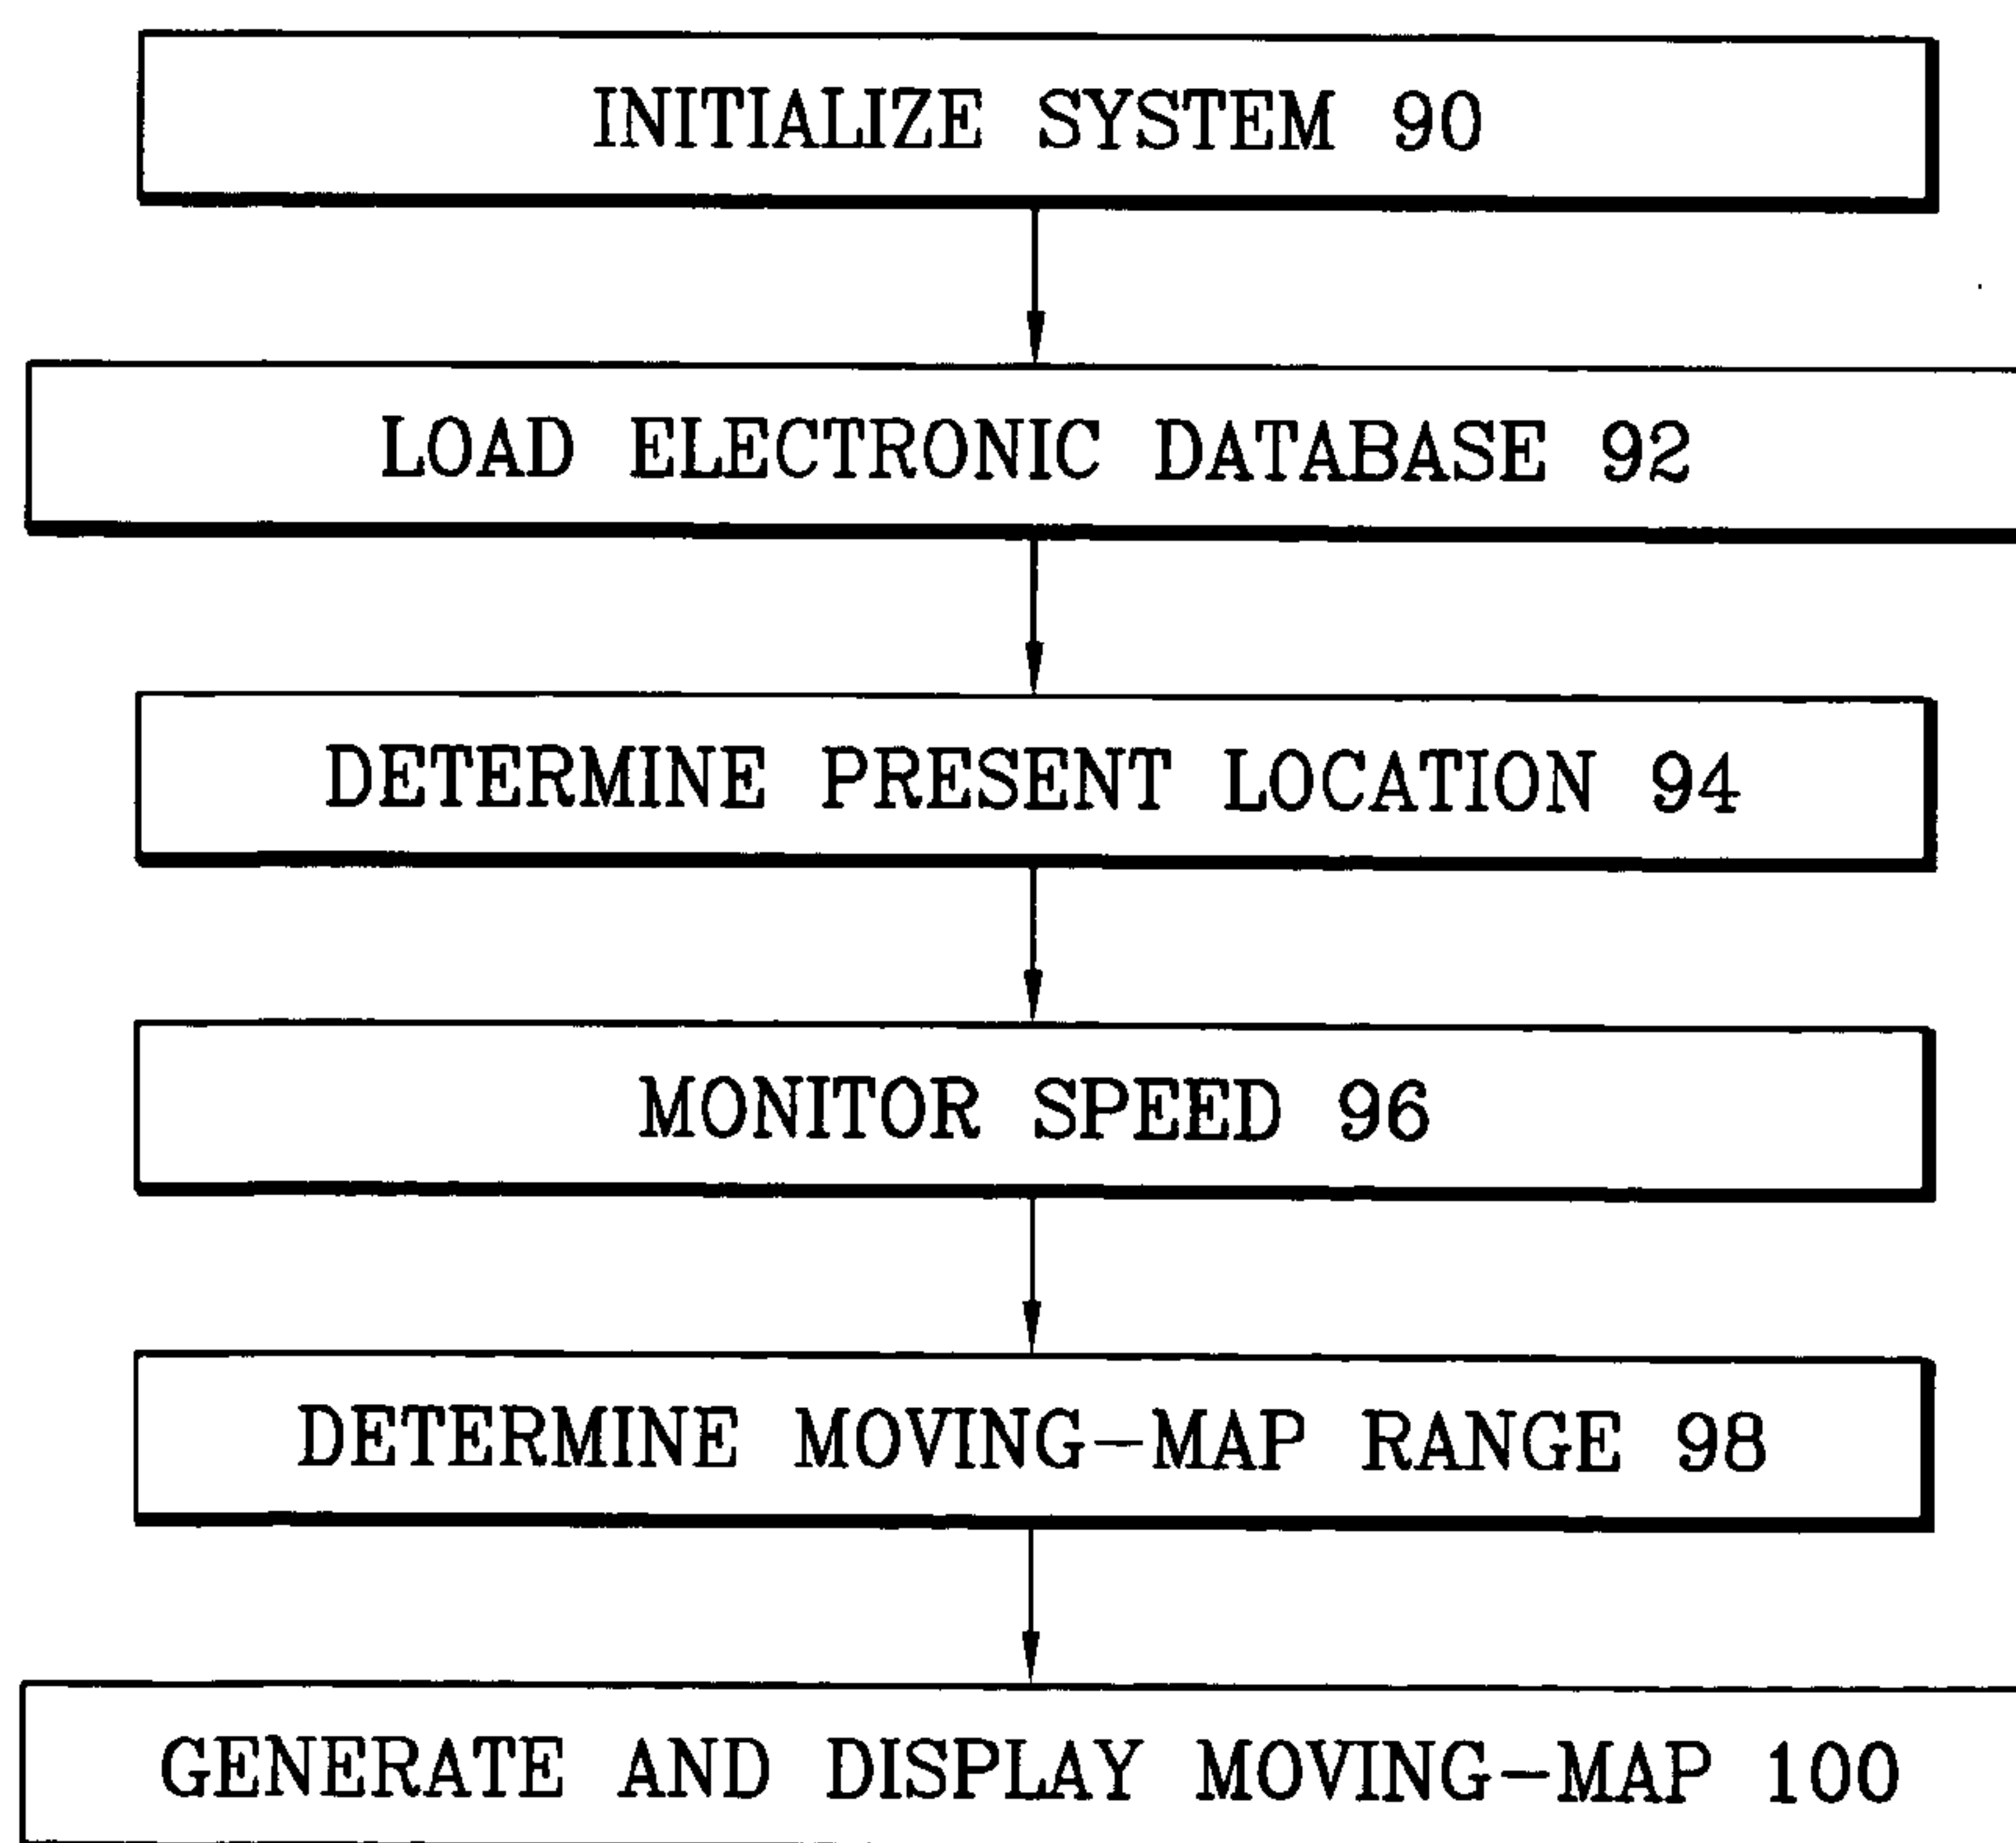 INITIALIZE SYSTEM 90
LOAD ELECTRONIC DATABASE 92
DETERMINE PRESENT LOCATION 94
MONITOR SPEED 96
DETERMINE MOVING-MAP RANGE 98
GENERATE AND DISPLAY MOVING-MAP 100